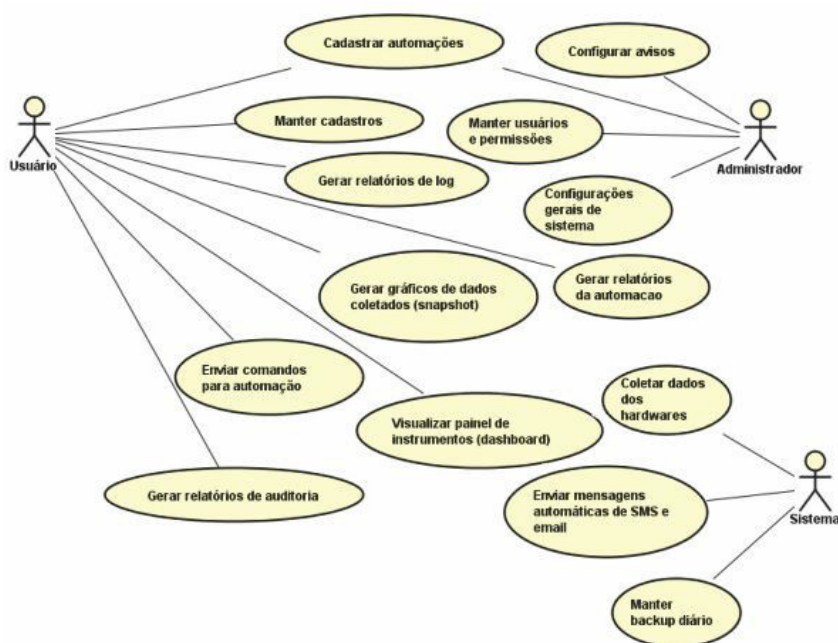 Cadastrar automações
Configurar avisos
Manter cadastros
Manter usuários
e permissões
Usuário
Administrador
Gerar relatórios de log
Configurações
gerais de
sistema
Gerar gráficos de dados
coletados (snapshot)
Gerar relatórios
da automacao
Enviar comandos
para automação
Coletar dados
dos
hardwares
Visualizar painel de
instrumentos (dashboard)
Gerar relatórios de auditoria
Enviar mensagens
automáticas de SMS e
email
Sistema
Manter
backup diário